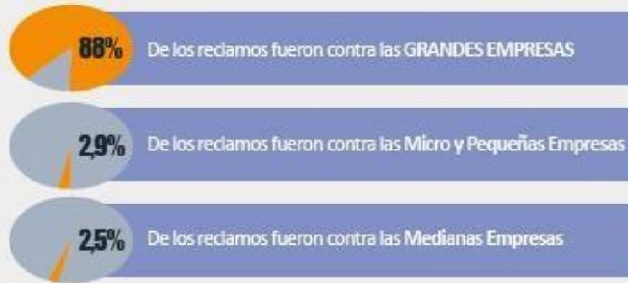 88%
De los reclamos fueron contra las GRANDES EMPRESAS
2,9%
De los reclamos fueron contra las Micro y Pequeñas Empresas
2,5%
De los reclamos fueron contra las Medianas Empresas